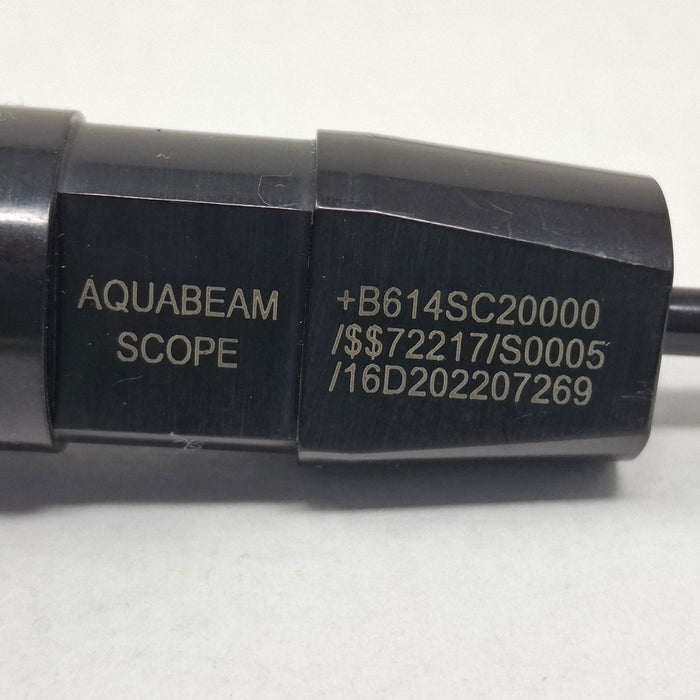 AQUABEAM
SCOPE
+B614SC20000
/$$72217/S0005
/16D202207269